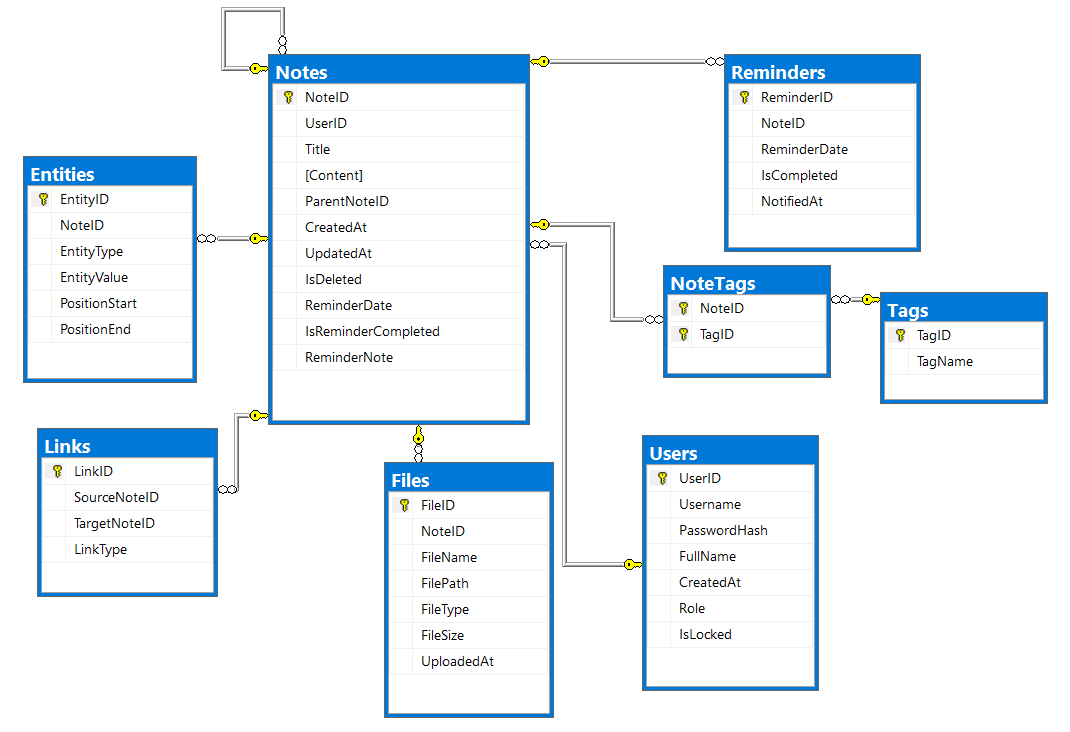 Notes
NoteID
UserID
Title
[Content]
ParentNoteID
CreatedAt
UpdatedAt
IsDeleted
ReminderDate
IsReminderCompleted
ReminderNote
Reminders
ReminderID
NoteID
ReminderDate
IsCompleted
NotifiedAt
Entities
EntityID
NoteID
EntityType
EntityValue
PositionStart
PositionEnd
NoteTags
NoteID
TagID
Tags
TagID
TagName
Links
LinkID
SourceNoteID
TargetNoteID
LinkType
Files
FileID
NoteID
FileName
FilePath
FileType
FileSize
UploadedAt
Users
UserID
Username
PasswordHash
FullName
CreatedAt
Role
IsLocked